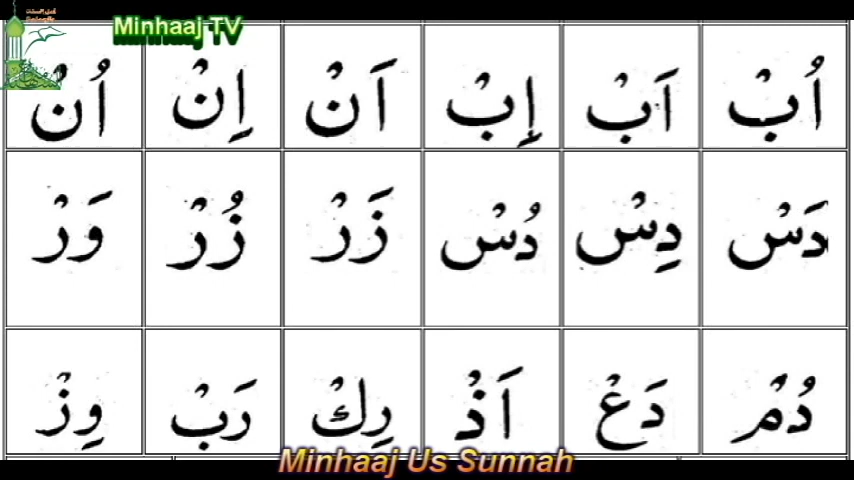 Minhaaj TV
اُبْ اَبْ اِبْ اَنْ اِنْ اُنْ
دَسْ دِسْ دُسْ زَرْ زُرْ وَرْ
دُمْ دَعْ اَذْ رِكْ رَبْ وِزْ
Minhaaj Us Sunnah